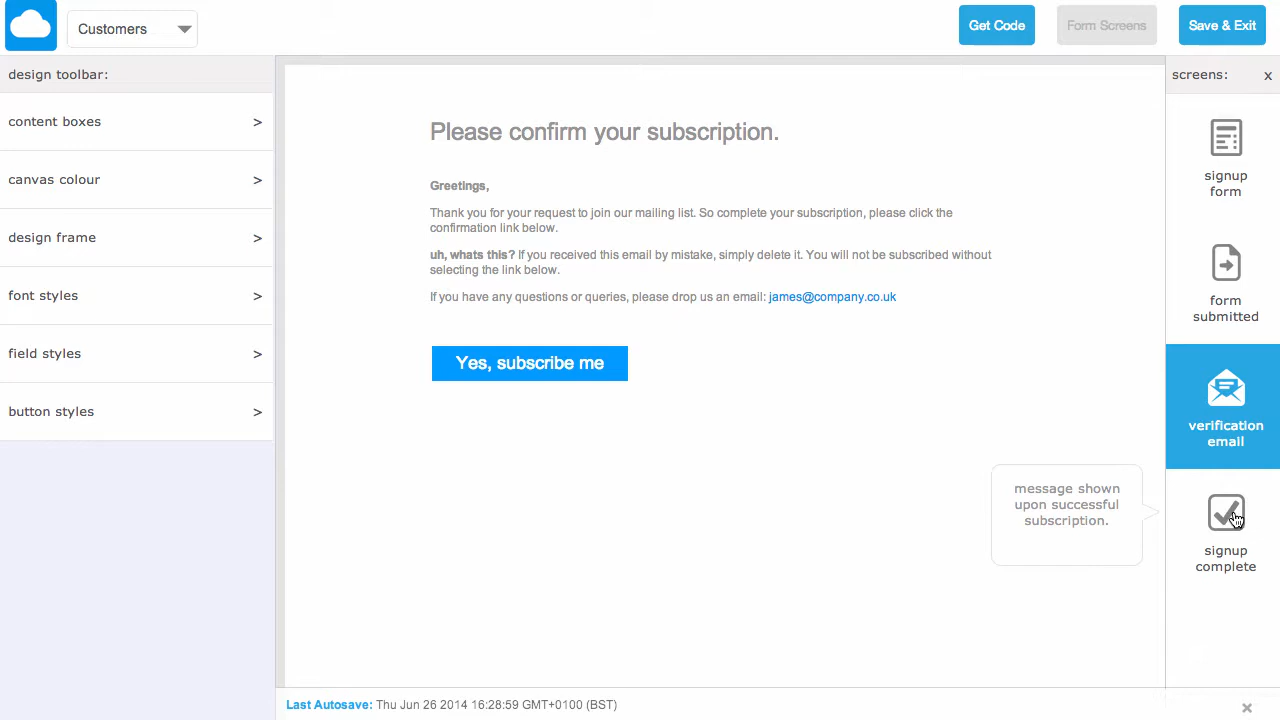 Customers
Get Code
Form Screens
Save & Exit
design toolbar:
content boxes >
canvas colour >
design frame >
font styles >
field styles >
button styles >
Please confirm your subscription.
Greetings,
Thank you for your request to join our mailing list. So complete your subscription, please click the
confirmation link below.
uh, whats this? If you received this email by mistake, simply delete it. You will not be subscribed without
selecting the link below.
If you have any questions or queries, please drop us an email: james@company.co.uk
Yes, subscribe me
message shown
upon successful
subscription.
screens: x
signup
form
form
submitted
verification
email
signup
complete
Last Autosave: Thu Jun 26 2014 16:28:59 GMT+0100 (BST)